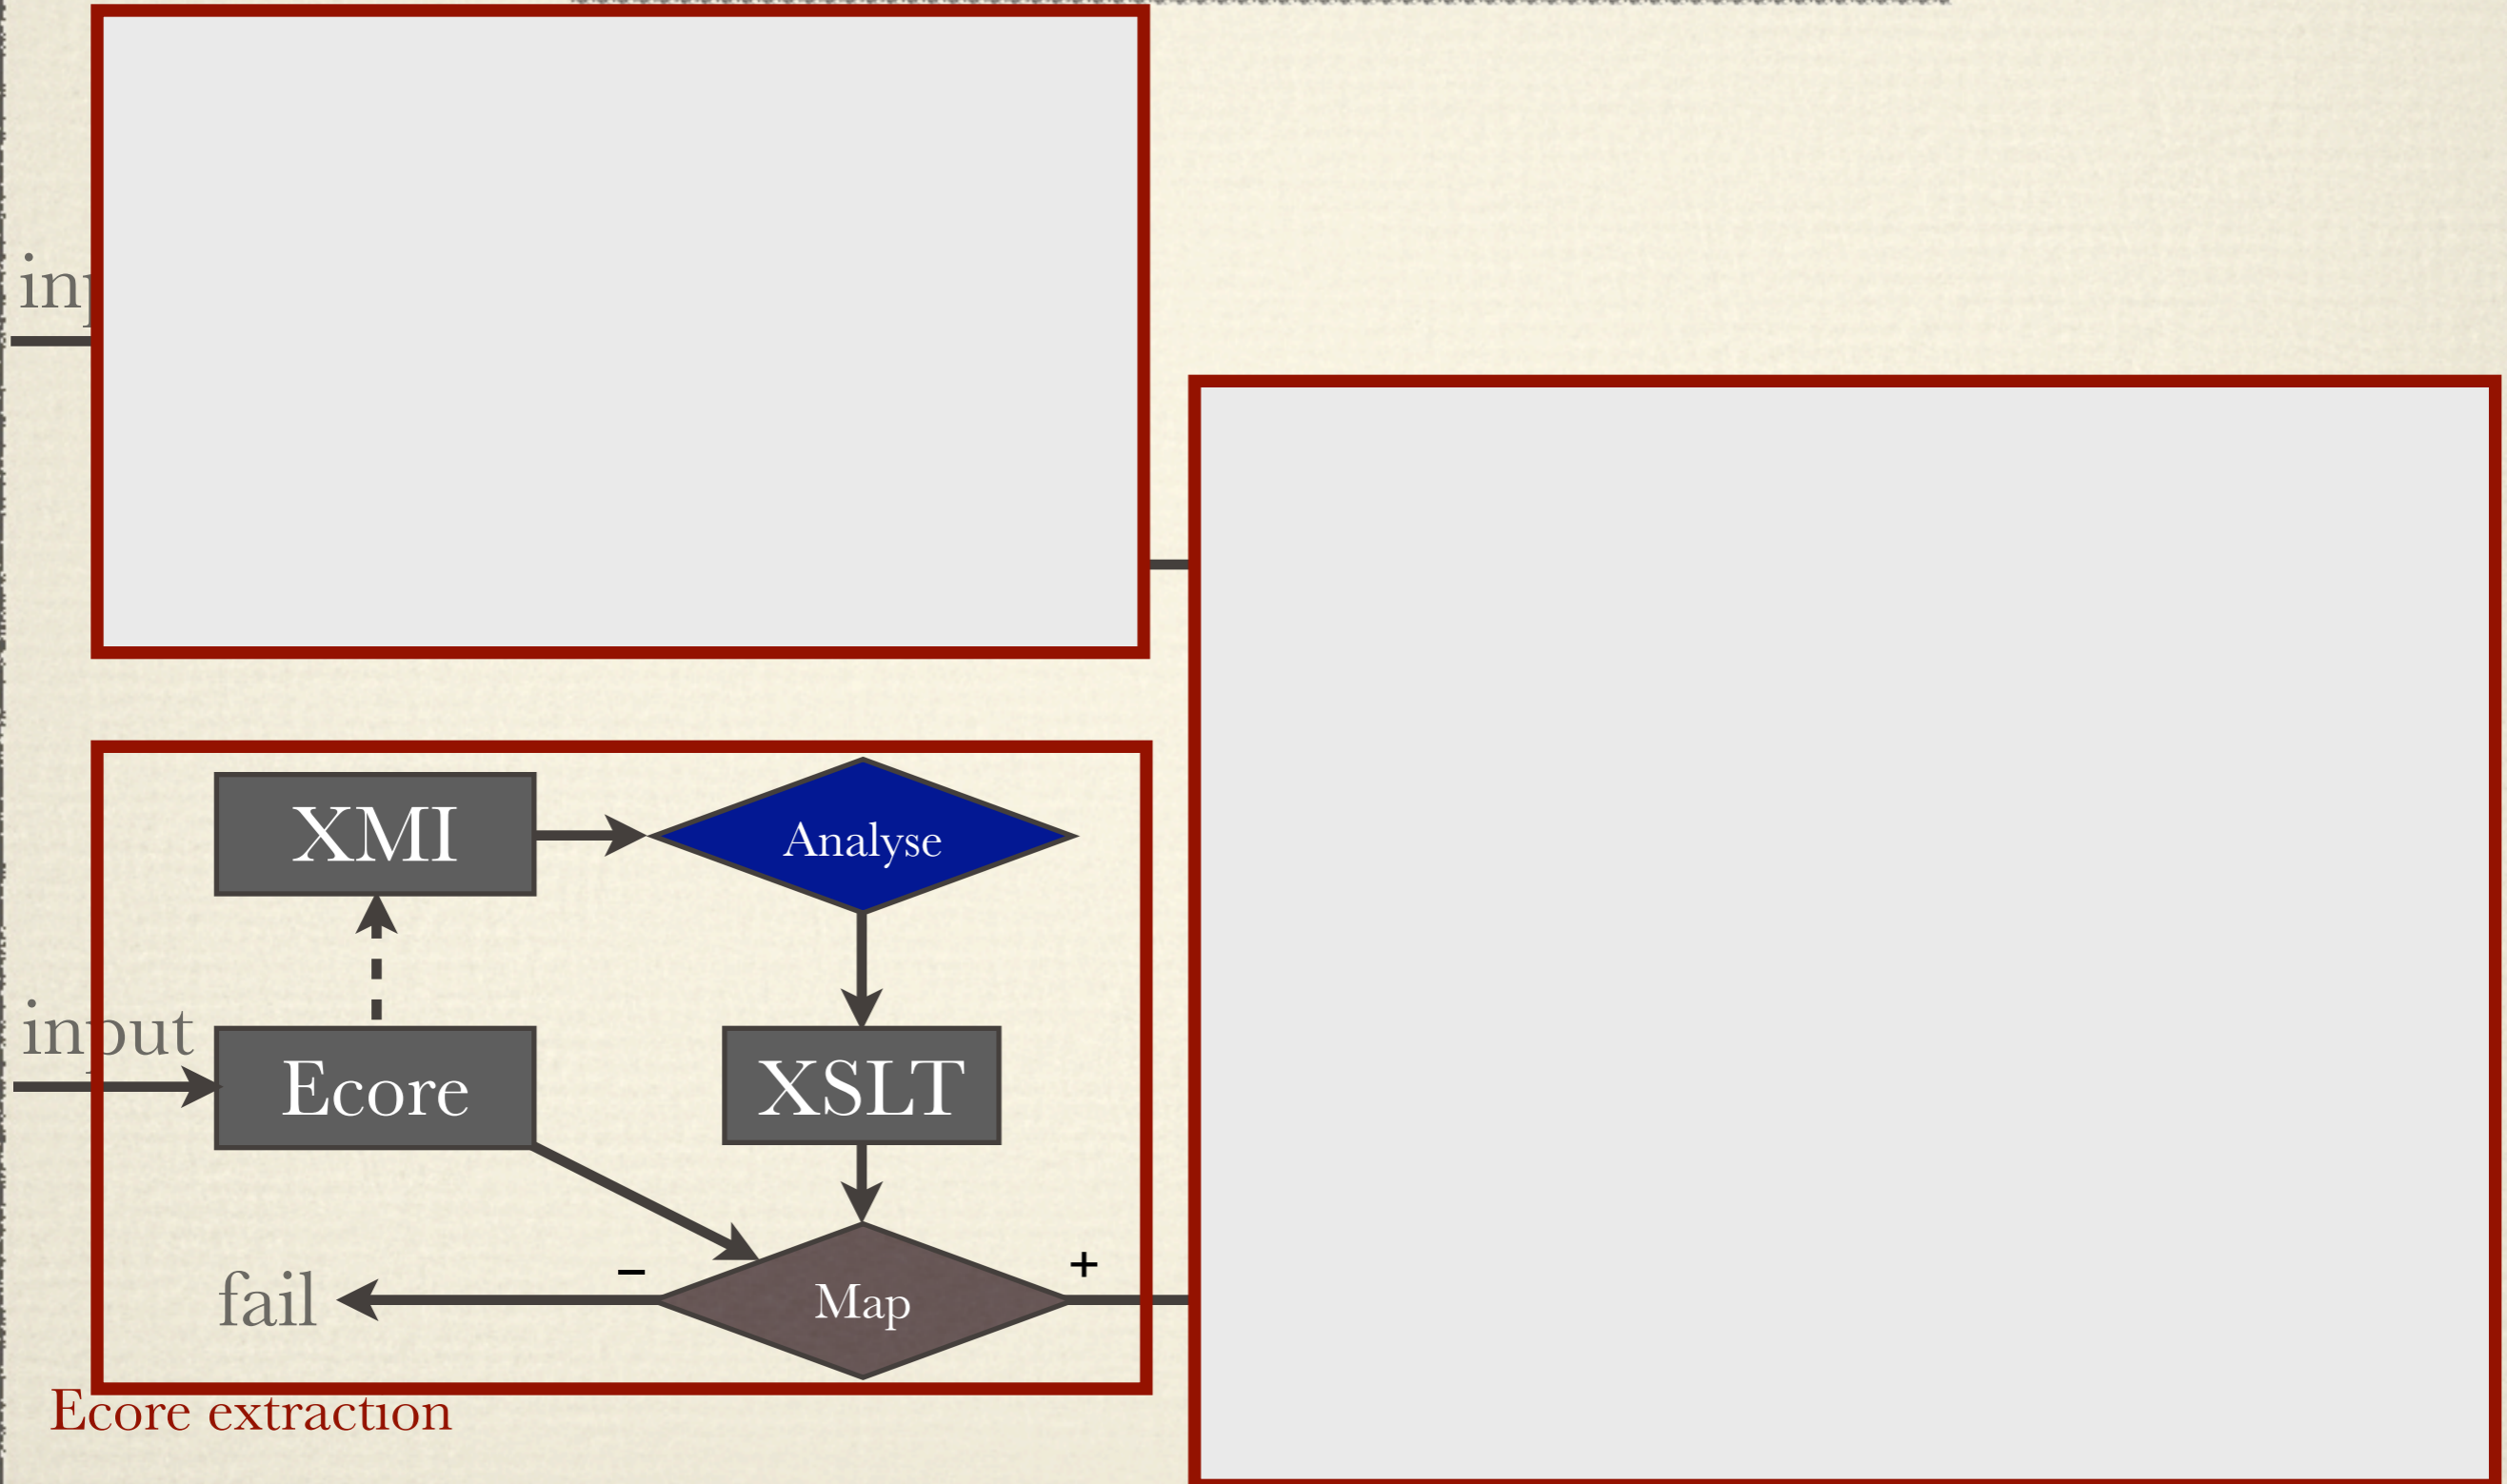 XMI
Analyse
input
Ecore
XSLT
–
+
fail
Map
Ecore extraction